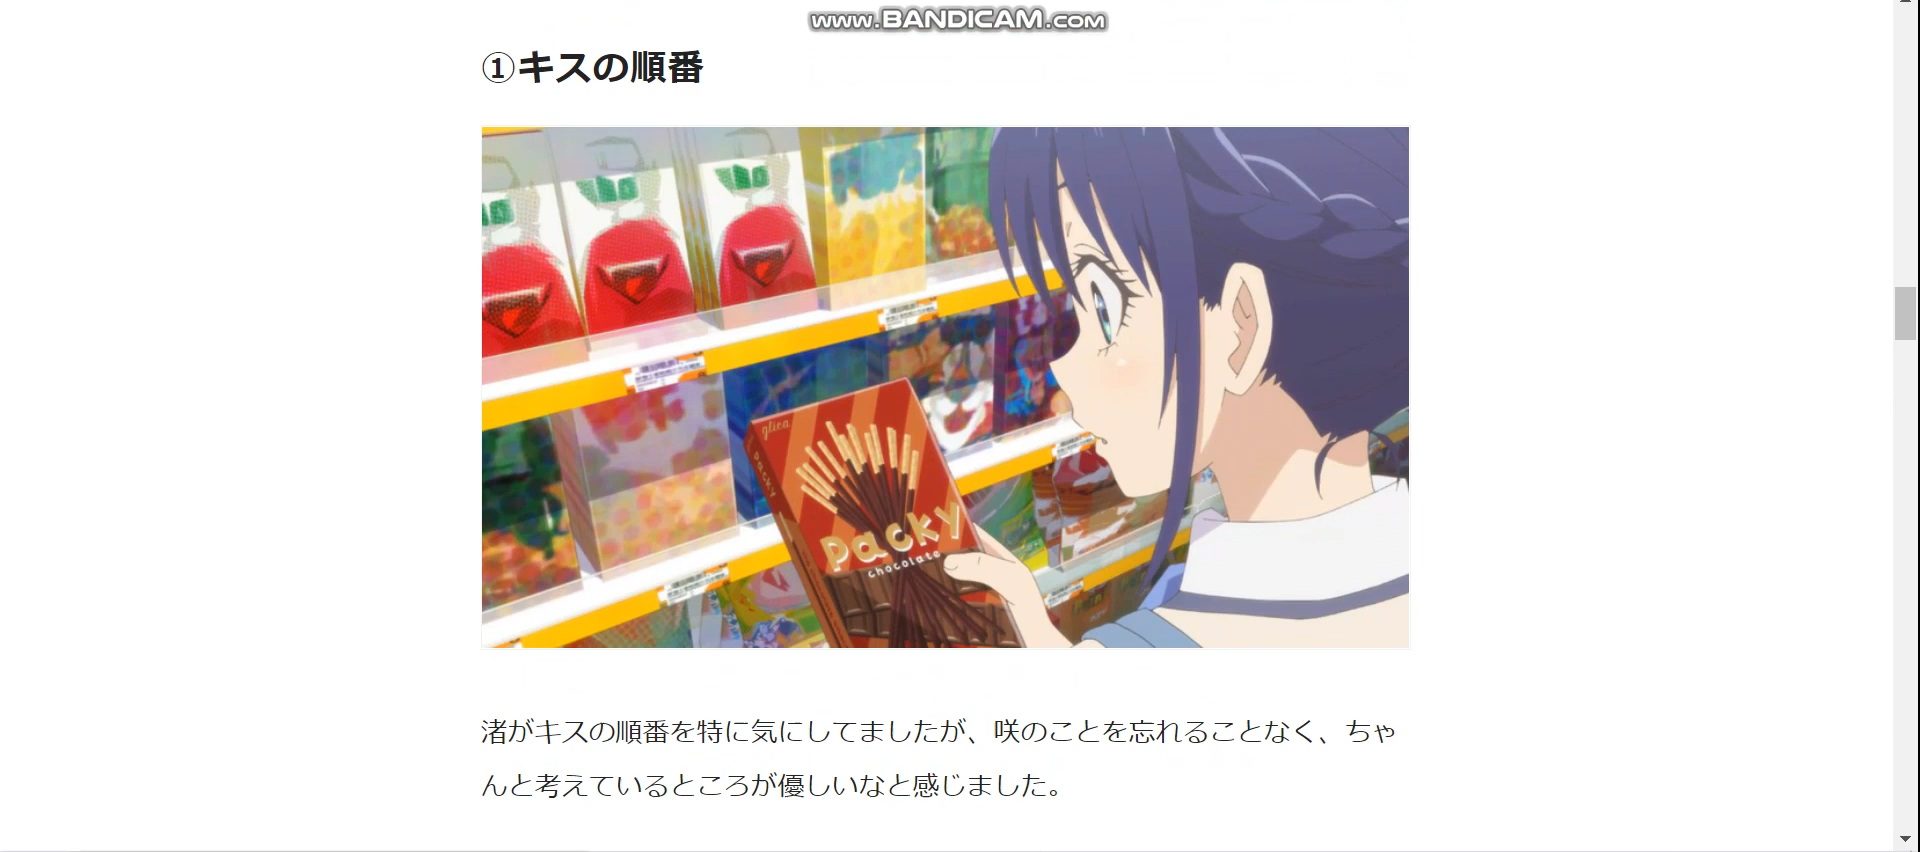 www.BANDICAM.com
①キスの順番
glico
packy
packy
chocolate
渚がキスの順番を特に気にしてましたが、咲のことを忘れることなく、ちゃ
んと考えているところが優しいなと感じました。